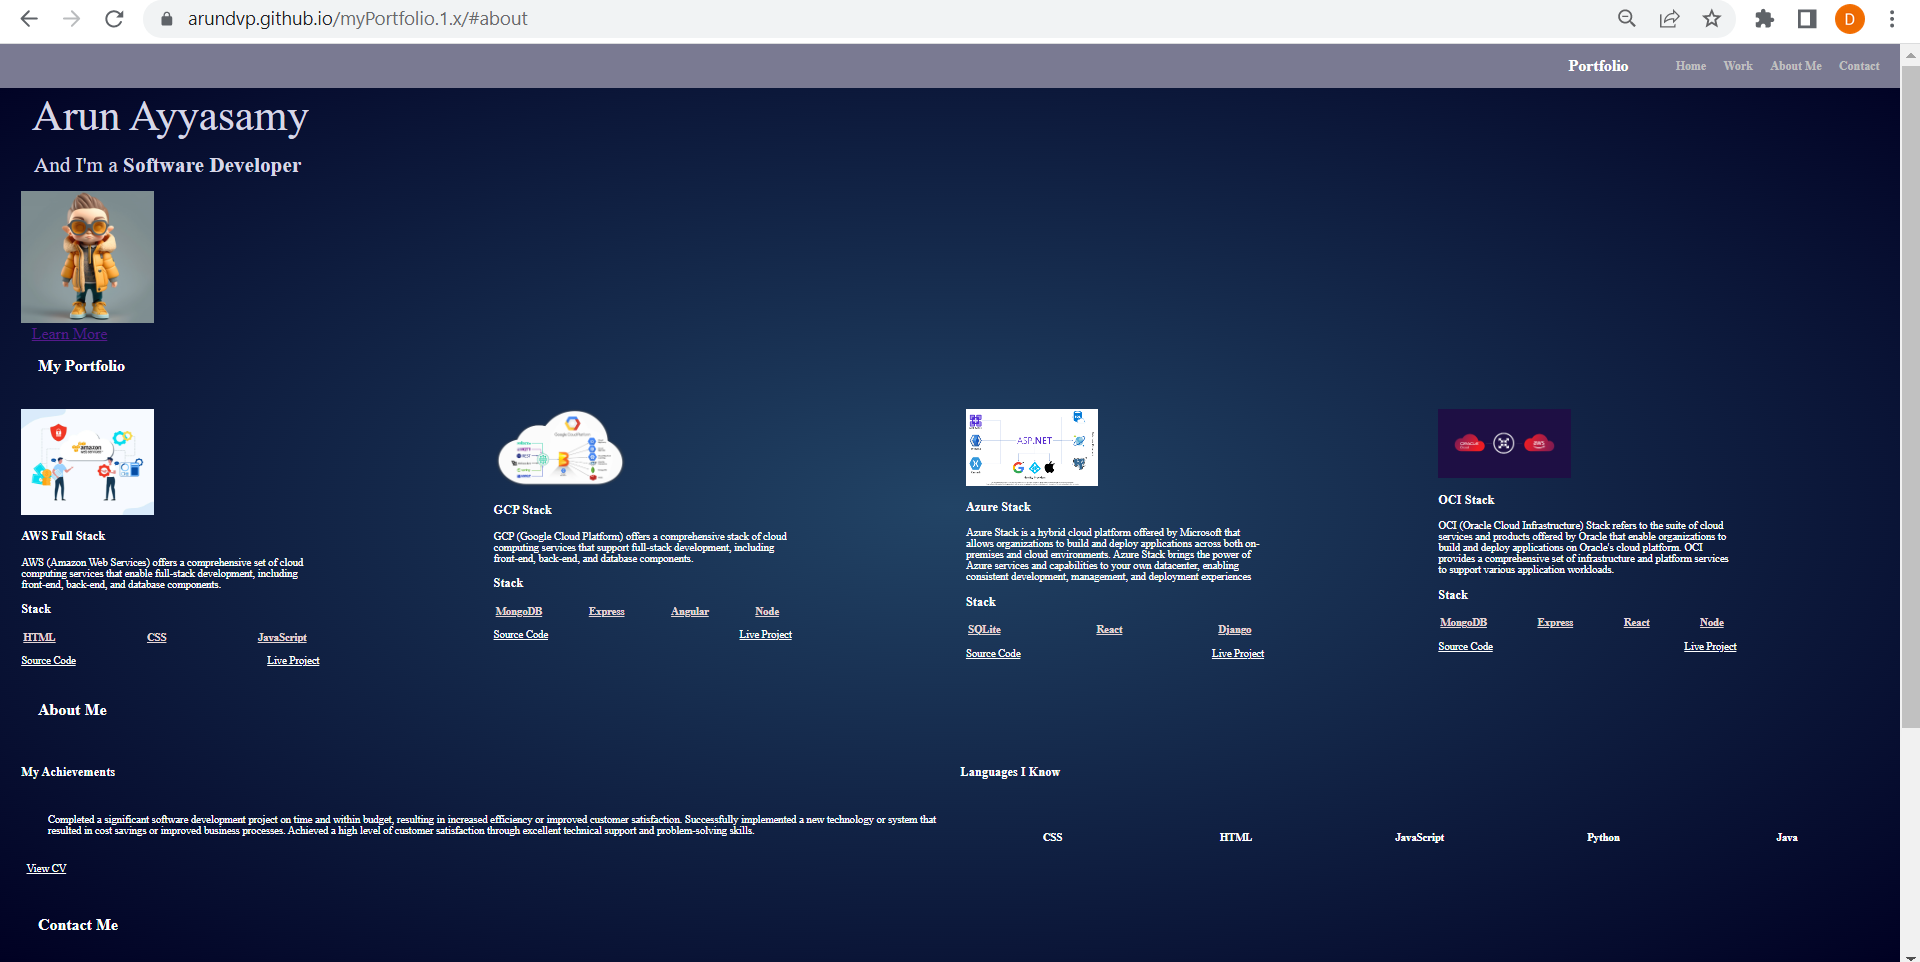 arundvp.github.io/myPortfolio.1.x/#about
D
Portfolio
Home Work About Me Contact
Arun Ayyasamy
And I'm a Software Developer
Learn More
My Portfolio
amazon
AWS Full Stack
AWS (Amazon Web Services) offers a comprehensive set of cloud
computing services that enable full-stack development, including
front-end, back-end, and database components.
Stack
HTML CSS JavaScript
Source Code Live Project
Google Cloud Platform
GCP Stack
GCP (Google Cloud Platform) offers a comprehensive stack of cloud
computing services that support full-stack development, including
front-end, back-end, and database components.
Stack
MongoDB Express Angular Node
Source Code Live Project
ASP.NET
Azure Stack
Azure Stack is a hybrid cloud platform offered by Microsoft that
allows organizations to build and deploy applications across both on-
premises and cloud environments. Azure Stack brings the power of
Azure services and capabilities to your own datacenter, enabling
consistent development, management, and deployment experiences
Stack
SQLite React Django
Source Code Live Project
ORACLE
aws
OCI Stack
OCI (Oracle Cloud Infrastructure) Stack refers to the suite of cloud
services and products offered by Oracle that enable organizations to
build and deploy applications on Oracle's cloud platform. OCI
provides a comprehensive set of infrastructure and platform services
to support various application workloads.
Stack
MongoDB Express React Node
Source Code Live Project
About Me
My Achievements
Completed a significant software development project on time and within budget, resulting in increased efficiency or improved customer satisfaction. Successfully implemented a new technology or system that
resulted in cost savings or improved business processes. Achieved a high level of customer satisfaction through excellent technical support and problem-solving skills.
View CV
Languages I Know
CSS HTML JavaScript Python Java
Contact Me